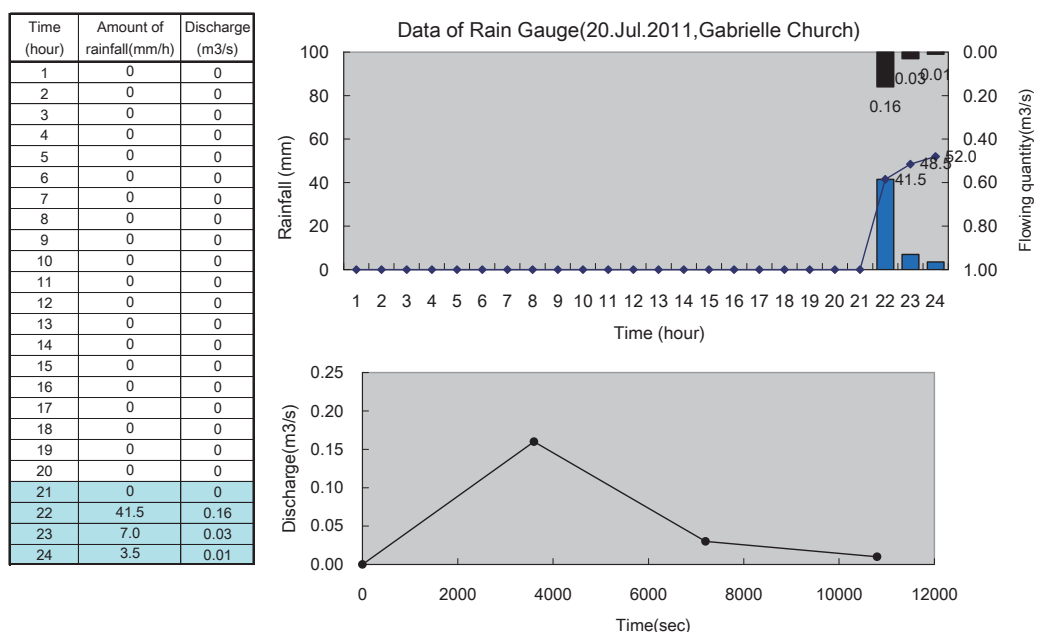 Time Amount of Discharge
(hour) rainfall(mm/h) (m3/s)
1 0 0
2 0 0
3 0 0
4 0 0
5 0 0
6 0 0
7 0 0
8 0 0
9 0 0
10 0 0
11 0 0
12 0 0
13 0 0
14 0 0
15 0 0
16 0 0
17 0 0
18 0 0
19 0 0
20 0 0
21 0 0
22 41.5 0.16
23 7.0 0.03
24 3.5 0.01
Data of Rain Gauge(20.Jul.2011,Gabrielle Church)
Rainfall (mm)
100
80
60
40
20
0
0.16
0.03
0.01
41.5
48.5
52.0
0.00
0.20
0.40
0.60
0.80
1.00
Flowing quantity(m3/s)
1 2 3 4 5 6 7 8 9 10 11 12 13 14 15 16 17 18 19 20 21 22 23 24
Time (hour)
Discharge(m3/s)
0.25
0.20
0.15
0.10
0.05
0.00
0 2000 4000 6000 8000 10000 12000
Time(sec)